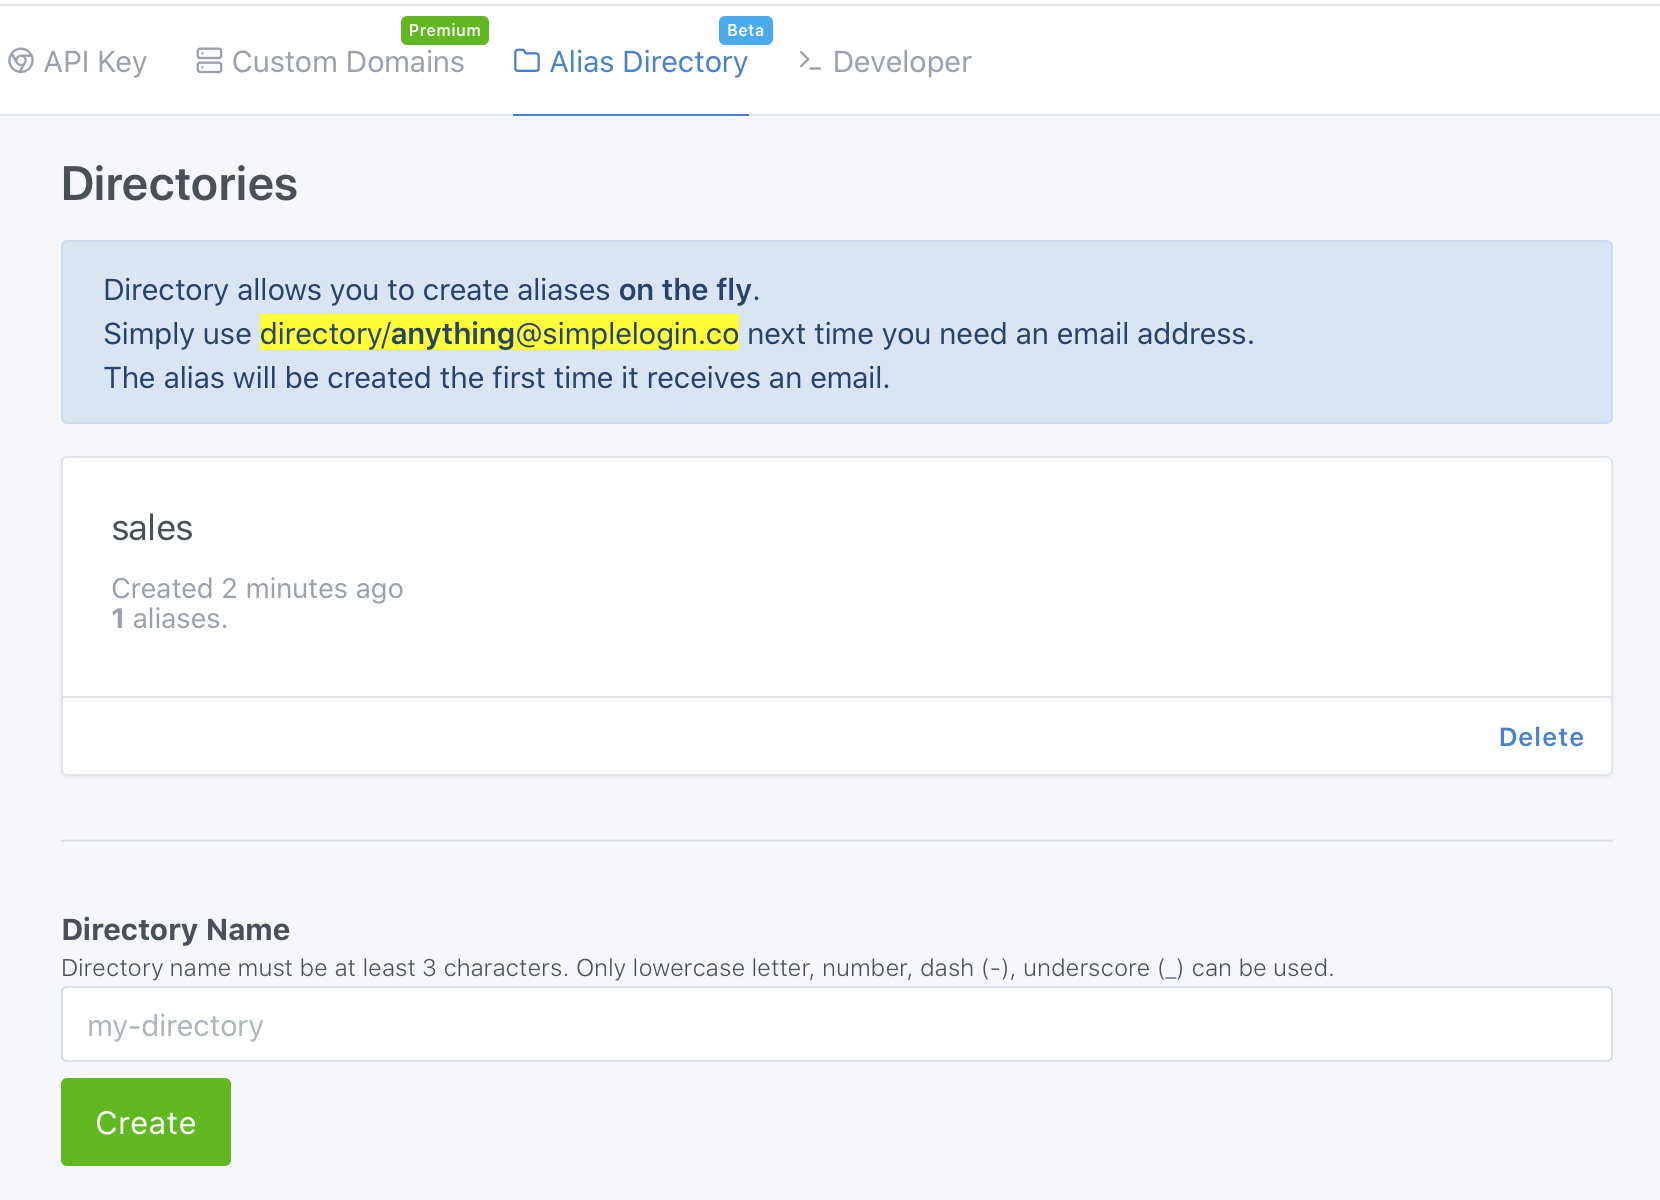 Premium
Beta
API Key
Custom Domains
Alias Directory
Developer
Directories
Directory allows you to create aliases on the fly.
Simply use directory/anything@simplelogin.co next time you need an email address.
The alias will be created the first time it receives an email.
sales
Created 2 minutes ago
1 aliases.
Delete
Directory Name
Directory name must be at least 3 characters. Only lowercase letter, number, dash (-), underscore (_) can be used.
my-directory
Create